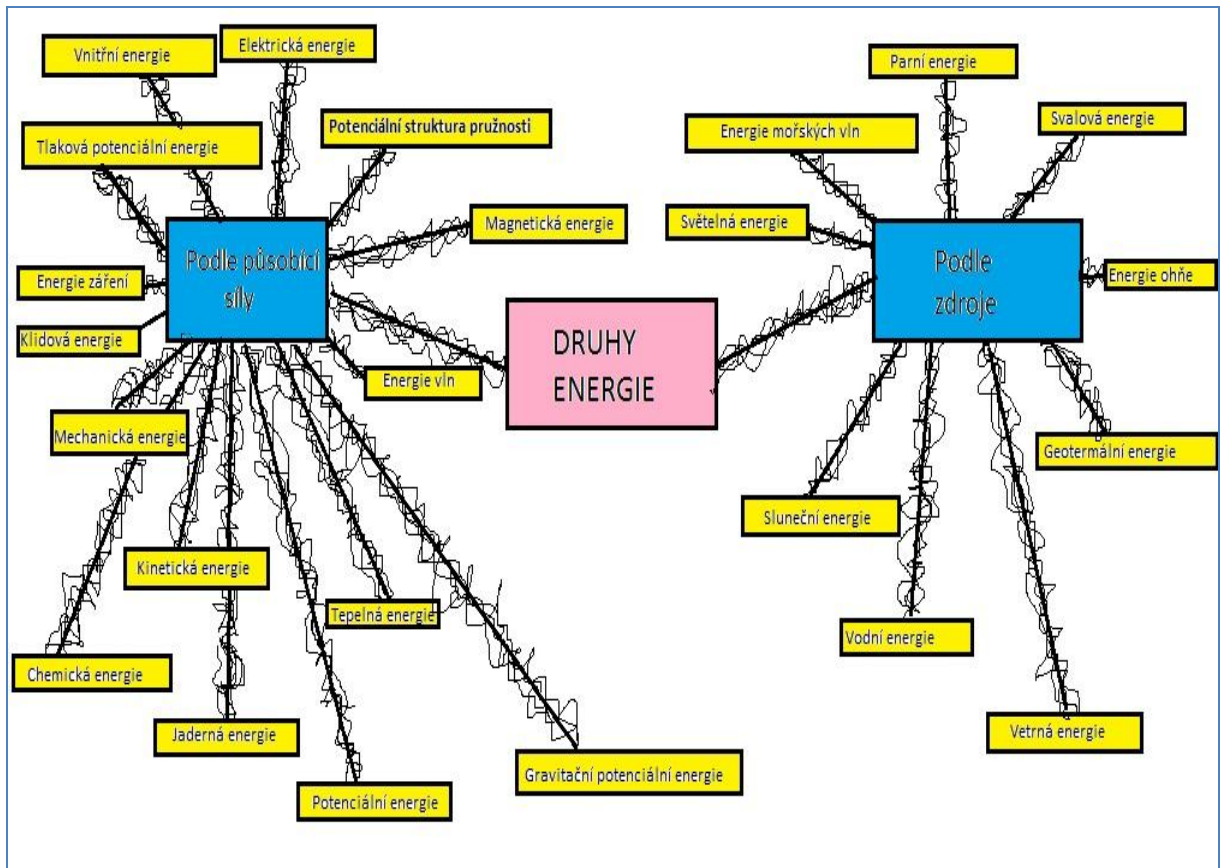 Vnitřní energie
Elektrická energie
Tlaková potenciální energie
Potenciální struktura pružnosti
Magnetická energie
Podle působící
síly
Energie záření
Klidová energie
Energie vln
Mechanická energie
Kinetická energie
Tepelná energie
Chemická energie
Jaderná energie
Potenciální energie
Gravitační potenciální energie
DRUHY
ENERGIE
Parní energie
Energie mořských vln
Svalová energie
Světelná energie
Podle
zdroje
Energie ohňe
Geotermální energie
Sluneční energie
Vodní energie
Vetrná energie